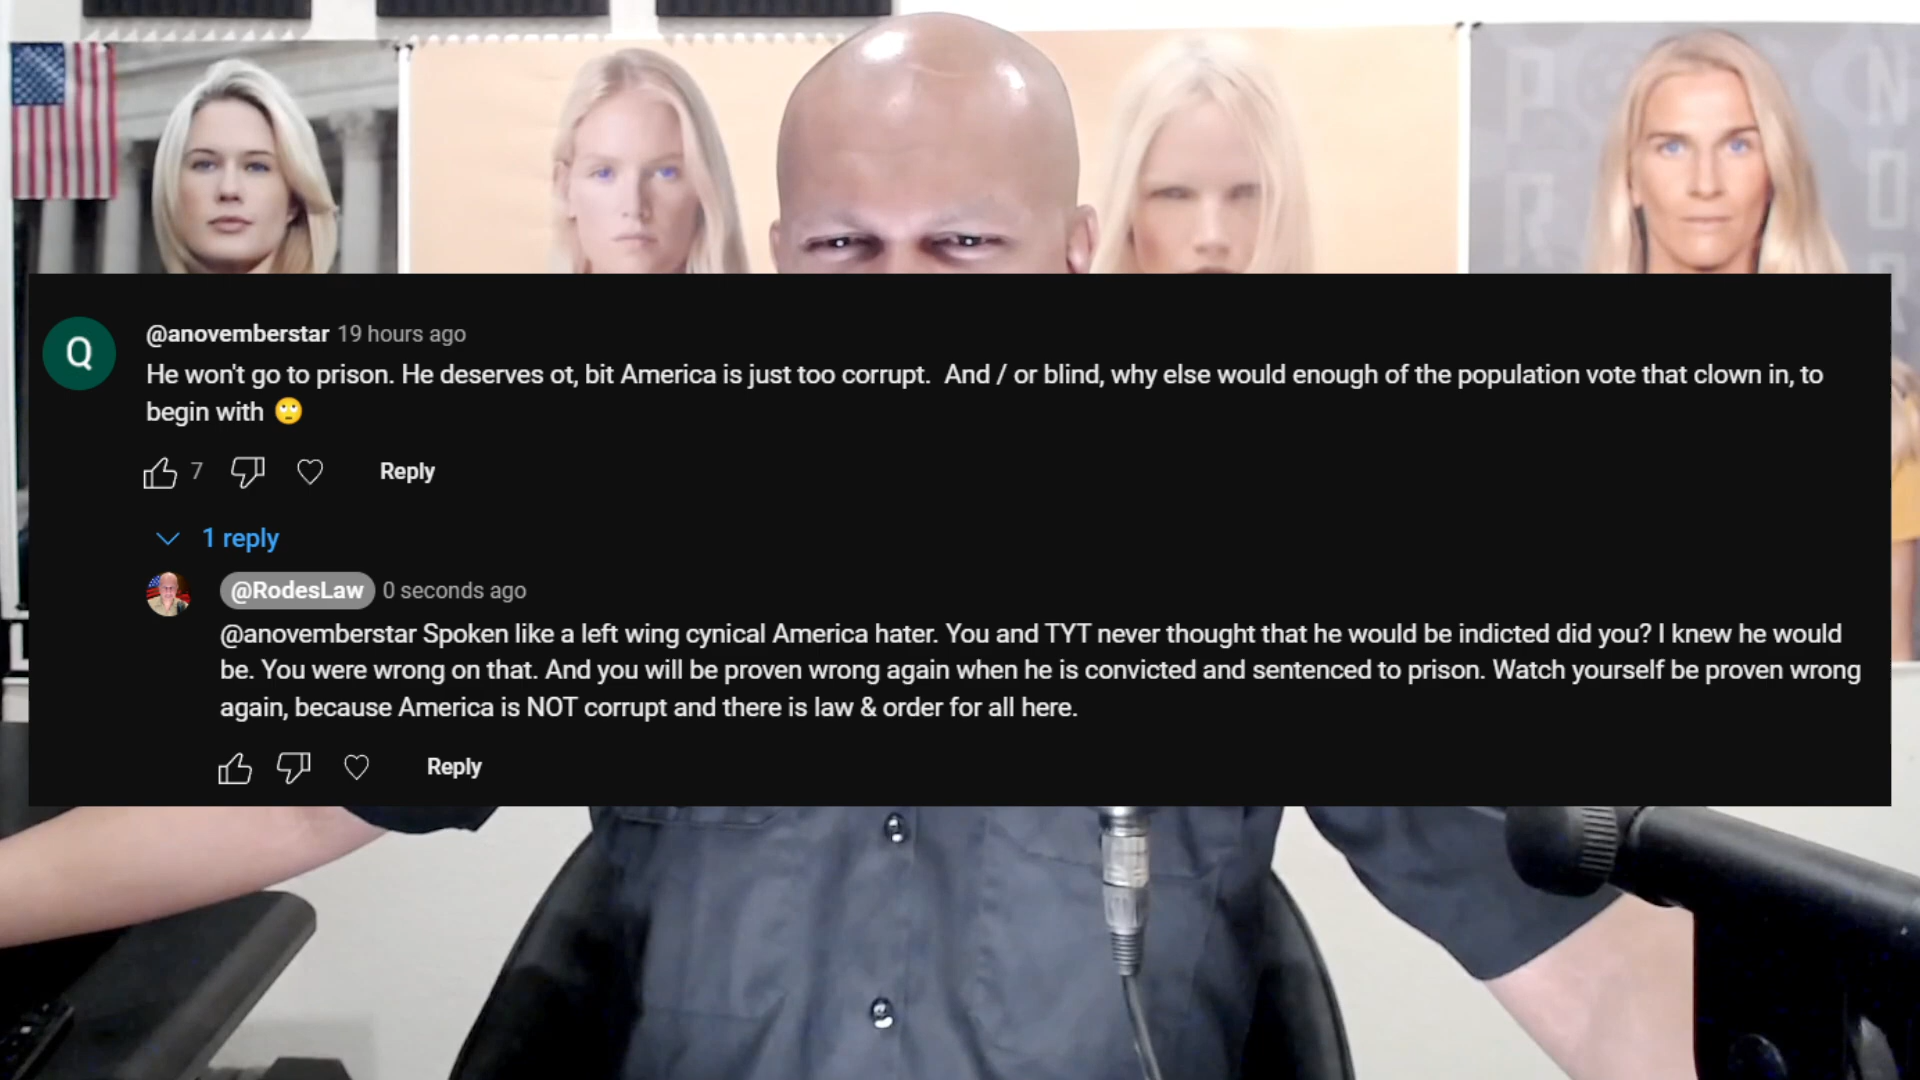 @anovemberstar 19 hours ago
He won't go to prison. He deserves ot, bit America is just too corrupt.  And / or blind, why else would enough of the population vote that clown in, to
begin with 🙄
7 Reply
1 reply
@RodesLaw 0 seconds ago
@anovemberstar Spoken like a left wing cynical America hater. You and TYT never thought that he would be indicted did you? I knew he would
be. You were wrong on that. And you will be proven wrong again when he is convicted and sentenced to prison. Watch yourself be proven wrong
again, because America is NOT corrupt and there is law & order for all here.
Reply
Q